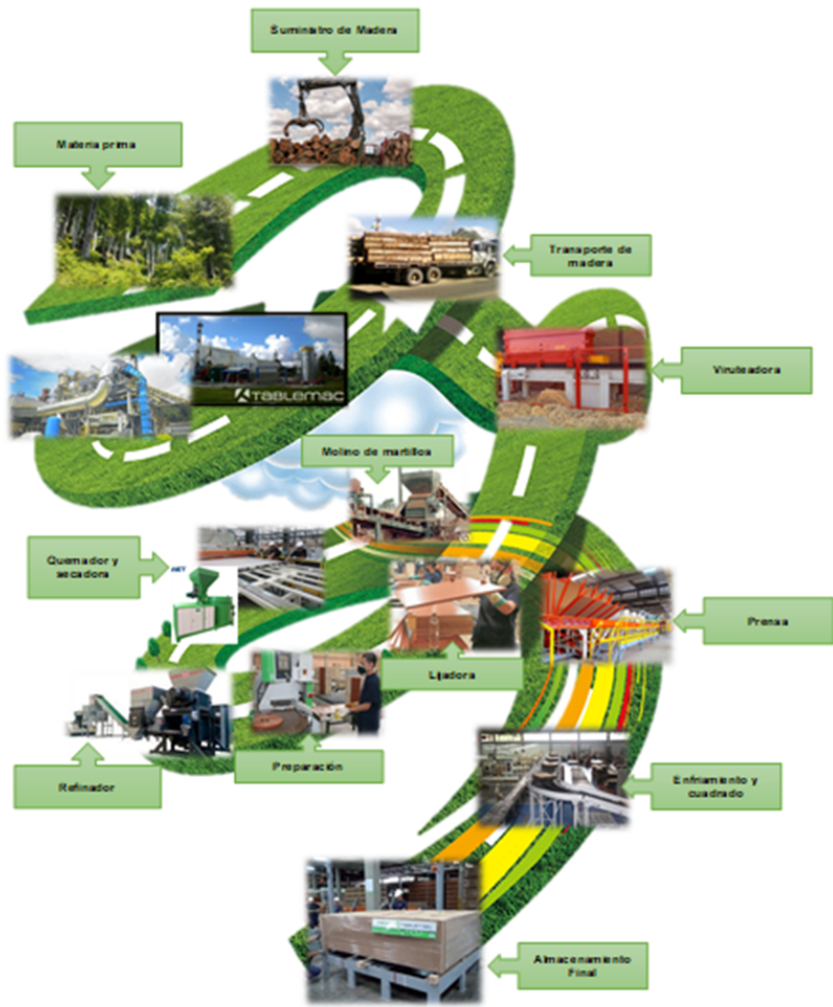 Suministro de Madera
Materia prima
Transporte de
madera
TABLEMAC
Viruteadora
Molino de martillos
Quemador y
secadora
Prensa
Lijadora
Preparación
Refinador
Enfriamiento y
cuadrado
Almacenamiento
Final